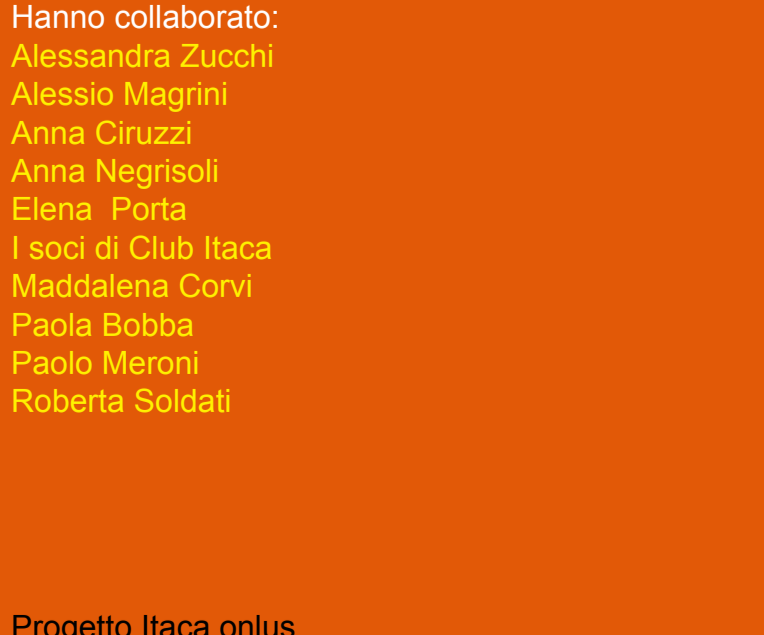 Hanno collaborato:
Alessandra Zucchi
Alessio Magrini
Anna Ciruzzi
Anna Negrisoli
Elena  Porta
I soci di Club Itaca
Maddalena Corvi
Paola Bobba
Paolo Meroni
Roberta Soldati
Progetto Itaca onlus